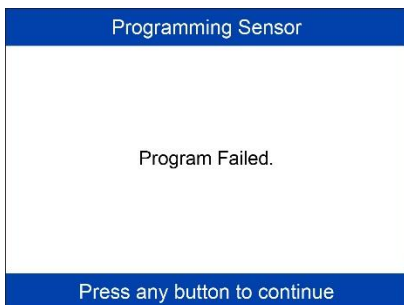 Programming Sensor
Program Failed.
Press any button to continue